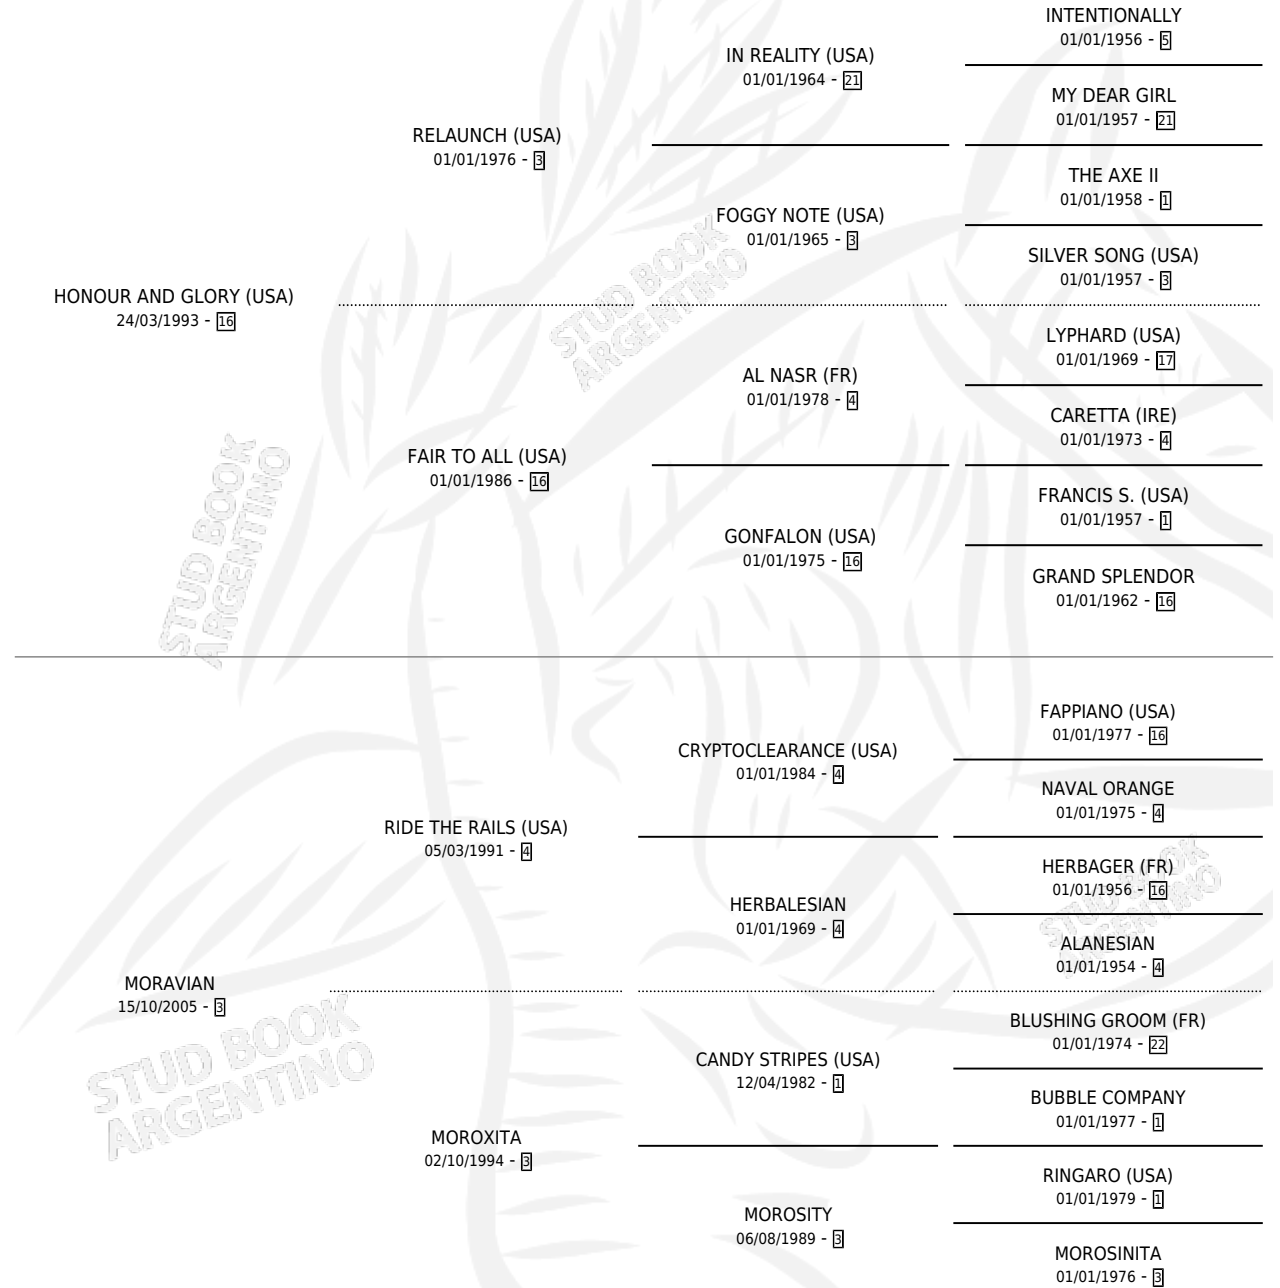 INTENTIONALLY
01/01/1956 - 5
IN REALITY (USA)
01/01/1964 - 21
MY DEAR GIRL
01/01/1957 - 21
RELAUNCH (USA)
01/01/1976 - 3
THE AXE II
01/01/1958 - 1
FOGGY NOTE (USA)
01/01/1965 - 3
SILVER SONG (USA)
01/01/1957 - 3
HONOUR AND GLORY (USA)
24/03/1993 - 16
LYPHARD (USA)
01/01/1969 - 17
AL NASR (FR)
01/01/1978 - 4
CARETTA (IRE)
01/01/1973 - 4
FAIR TO ALL (USA)
01/01/1986 - 16
FRANCIS S. (USA)
01/01/1957 - 1
GONFALON (USA)
01/01/1975 - 16
GRAND SPLENDOR
01/01/1962 - 16
FAPPIANO (USA)
01/01/1977 - 16
CRYPTOCLEARANCE (USA)
01/01/1984 - 4
NAVAL ORANGE
01/01/1975 - 4
RIDE THE RAILS (USA)
05/03/1991 - 4
HERBAGER (FR)
01/01/1956 - 16
HERBALESIAN
01/01/1969 - 4
ALANESIAN
01/01/1954 - 4
MORAVIAN
15/10/2005 - 3
BLUSHING GROOM (FR)
01/01/1974 - 22
CANDY STRIPES (USA)
12/04/1982 - 1
BUBBLE COMPANY
01/01/1977 - 1
MOROXITA
02/10/1994 - 3
RINGARO (USA)
01/01/1979 - 1
MOROSITY
06/08/1989 - 3
MOROSINITA
01/01/1976 - 3
STUD BOOK
ARGENTINO
STUD BOOK
ARGENTINO
STUD BOOK
ARGENTINO
STUD BOOK
ARGENTINO